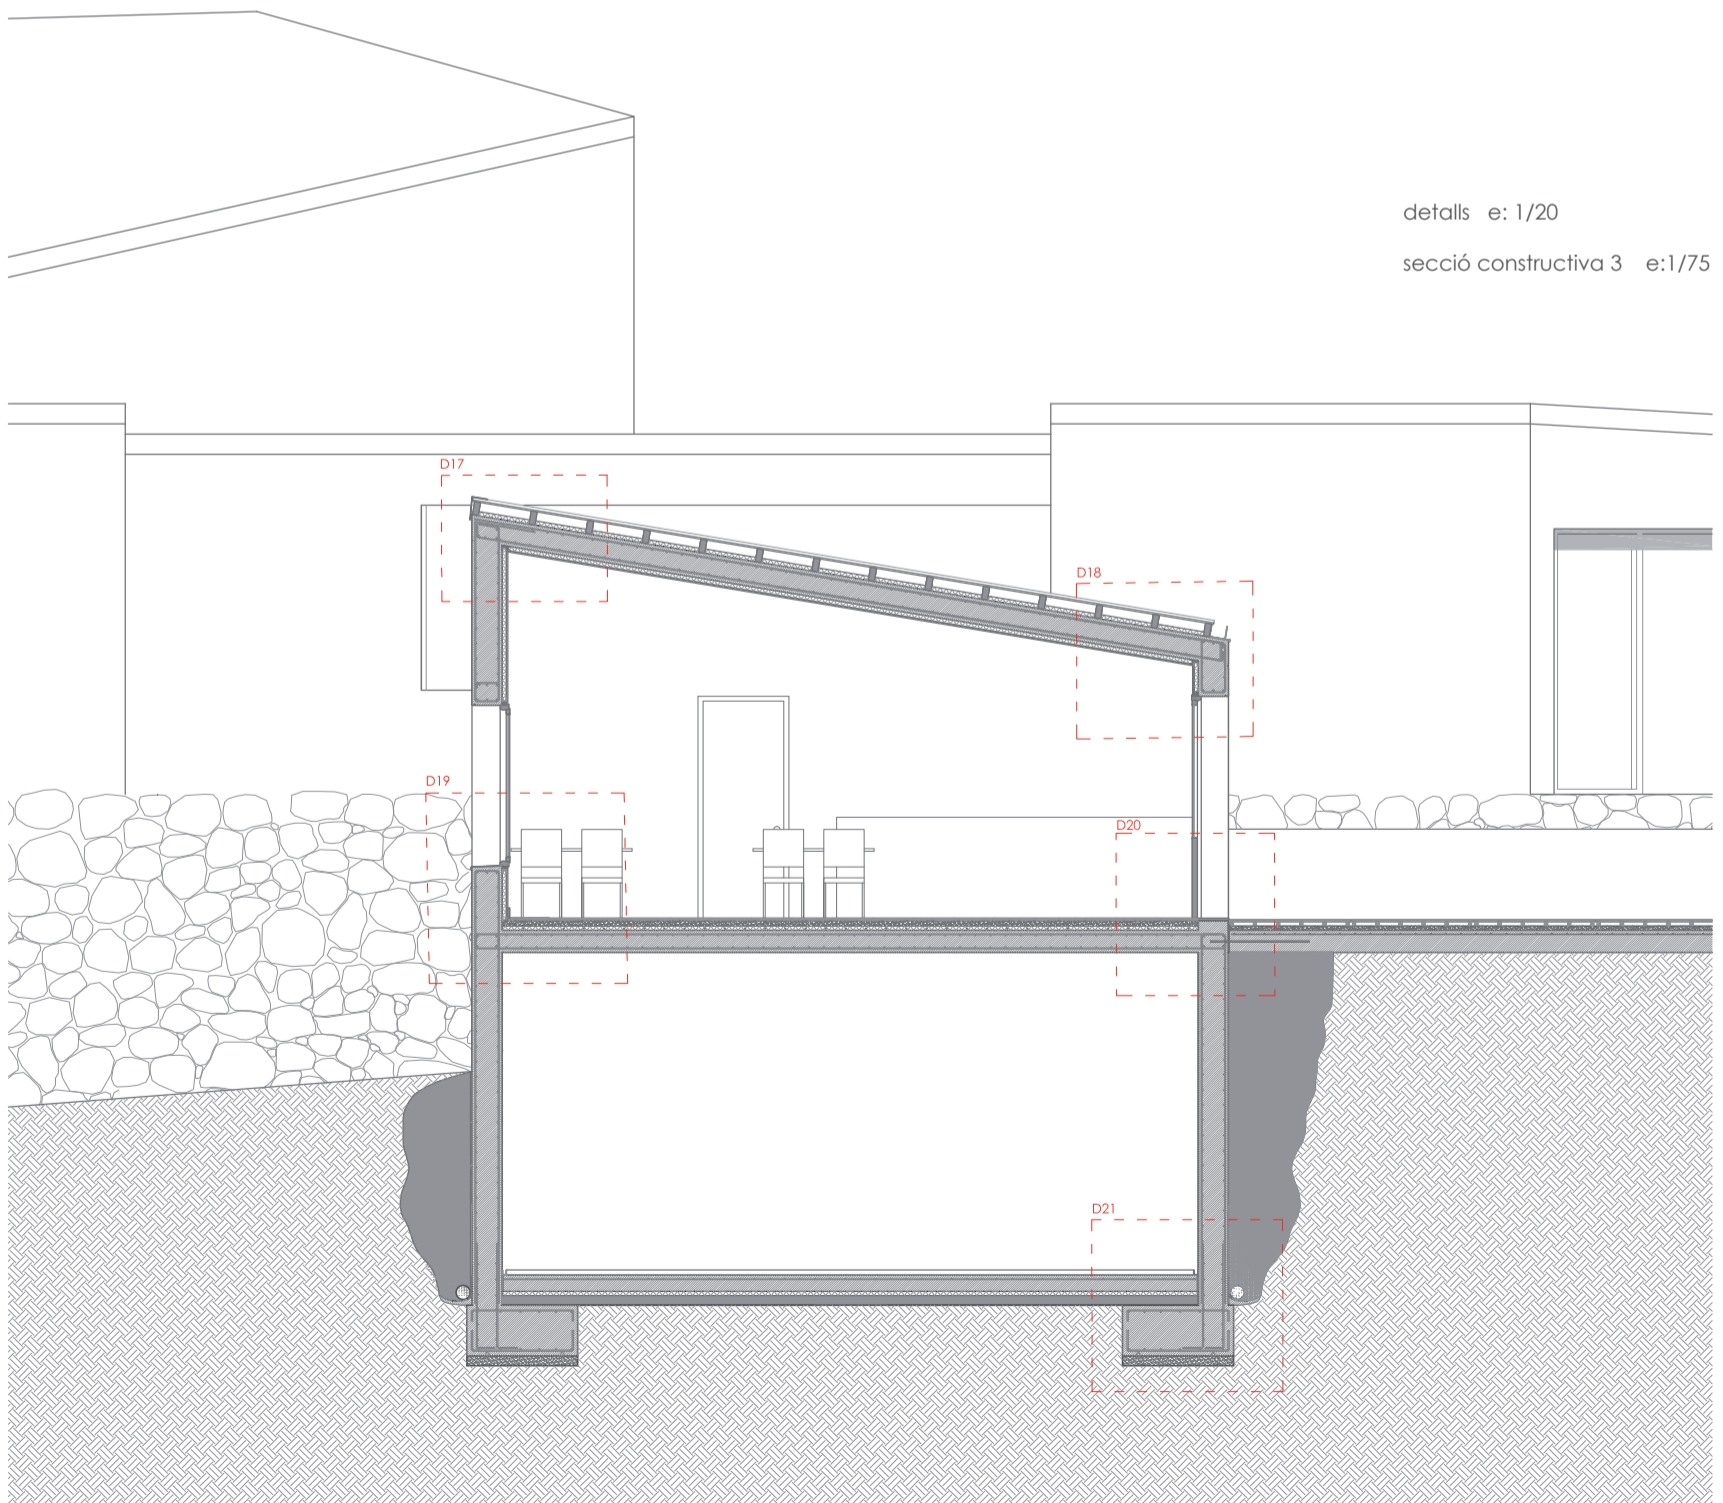 detalls e: 1/20
secció constructiva 3 e:1/75
D17
D18
D19
D20
D21